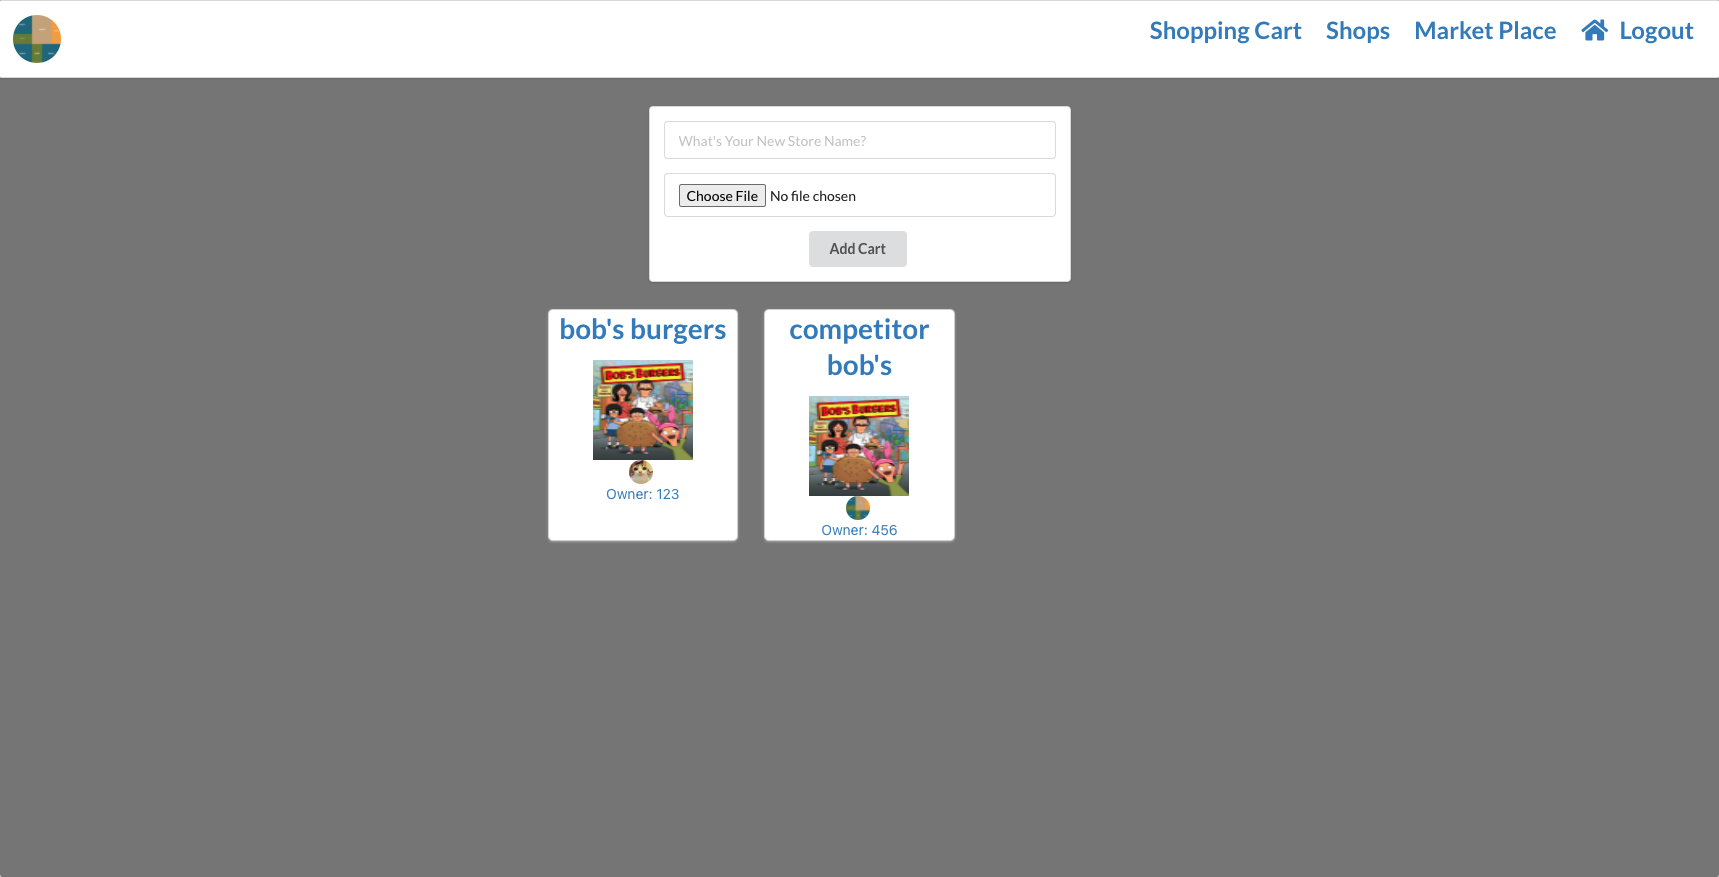 Shopping Cart Shops Market Place Logout
What's Your New Store Name?
Choose File No file chosen
Add Cart
bob's burgers
BOB'S BURGERS
Owner: 123
competitor
bob's
BOB'S BURGERS
Owner: 456